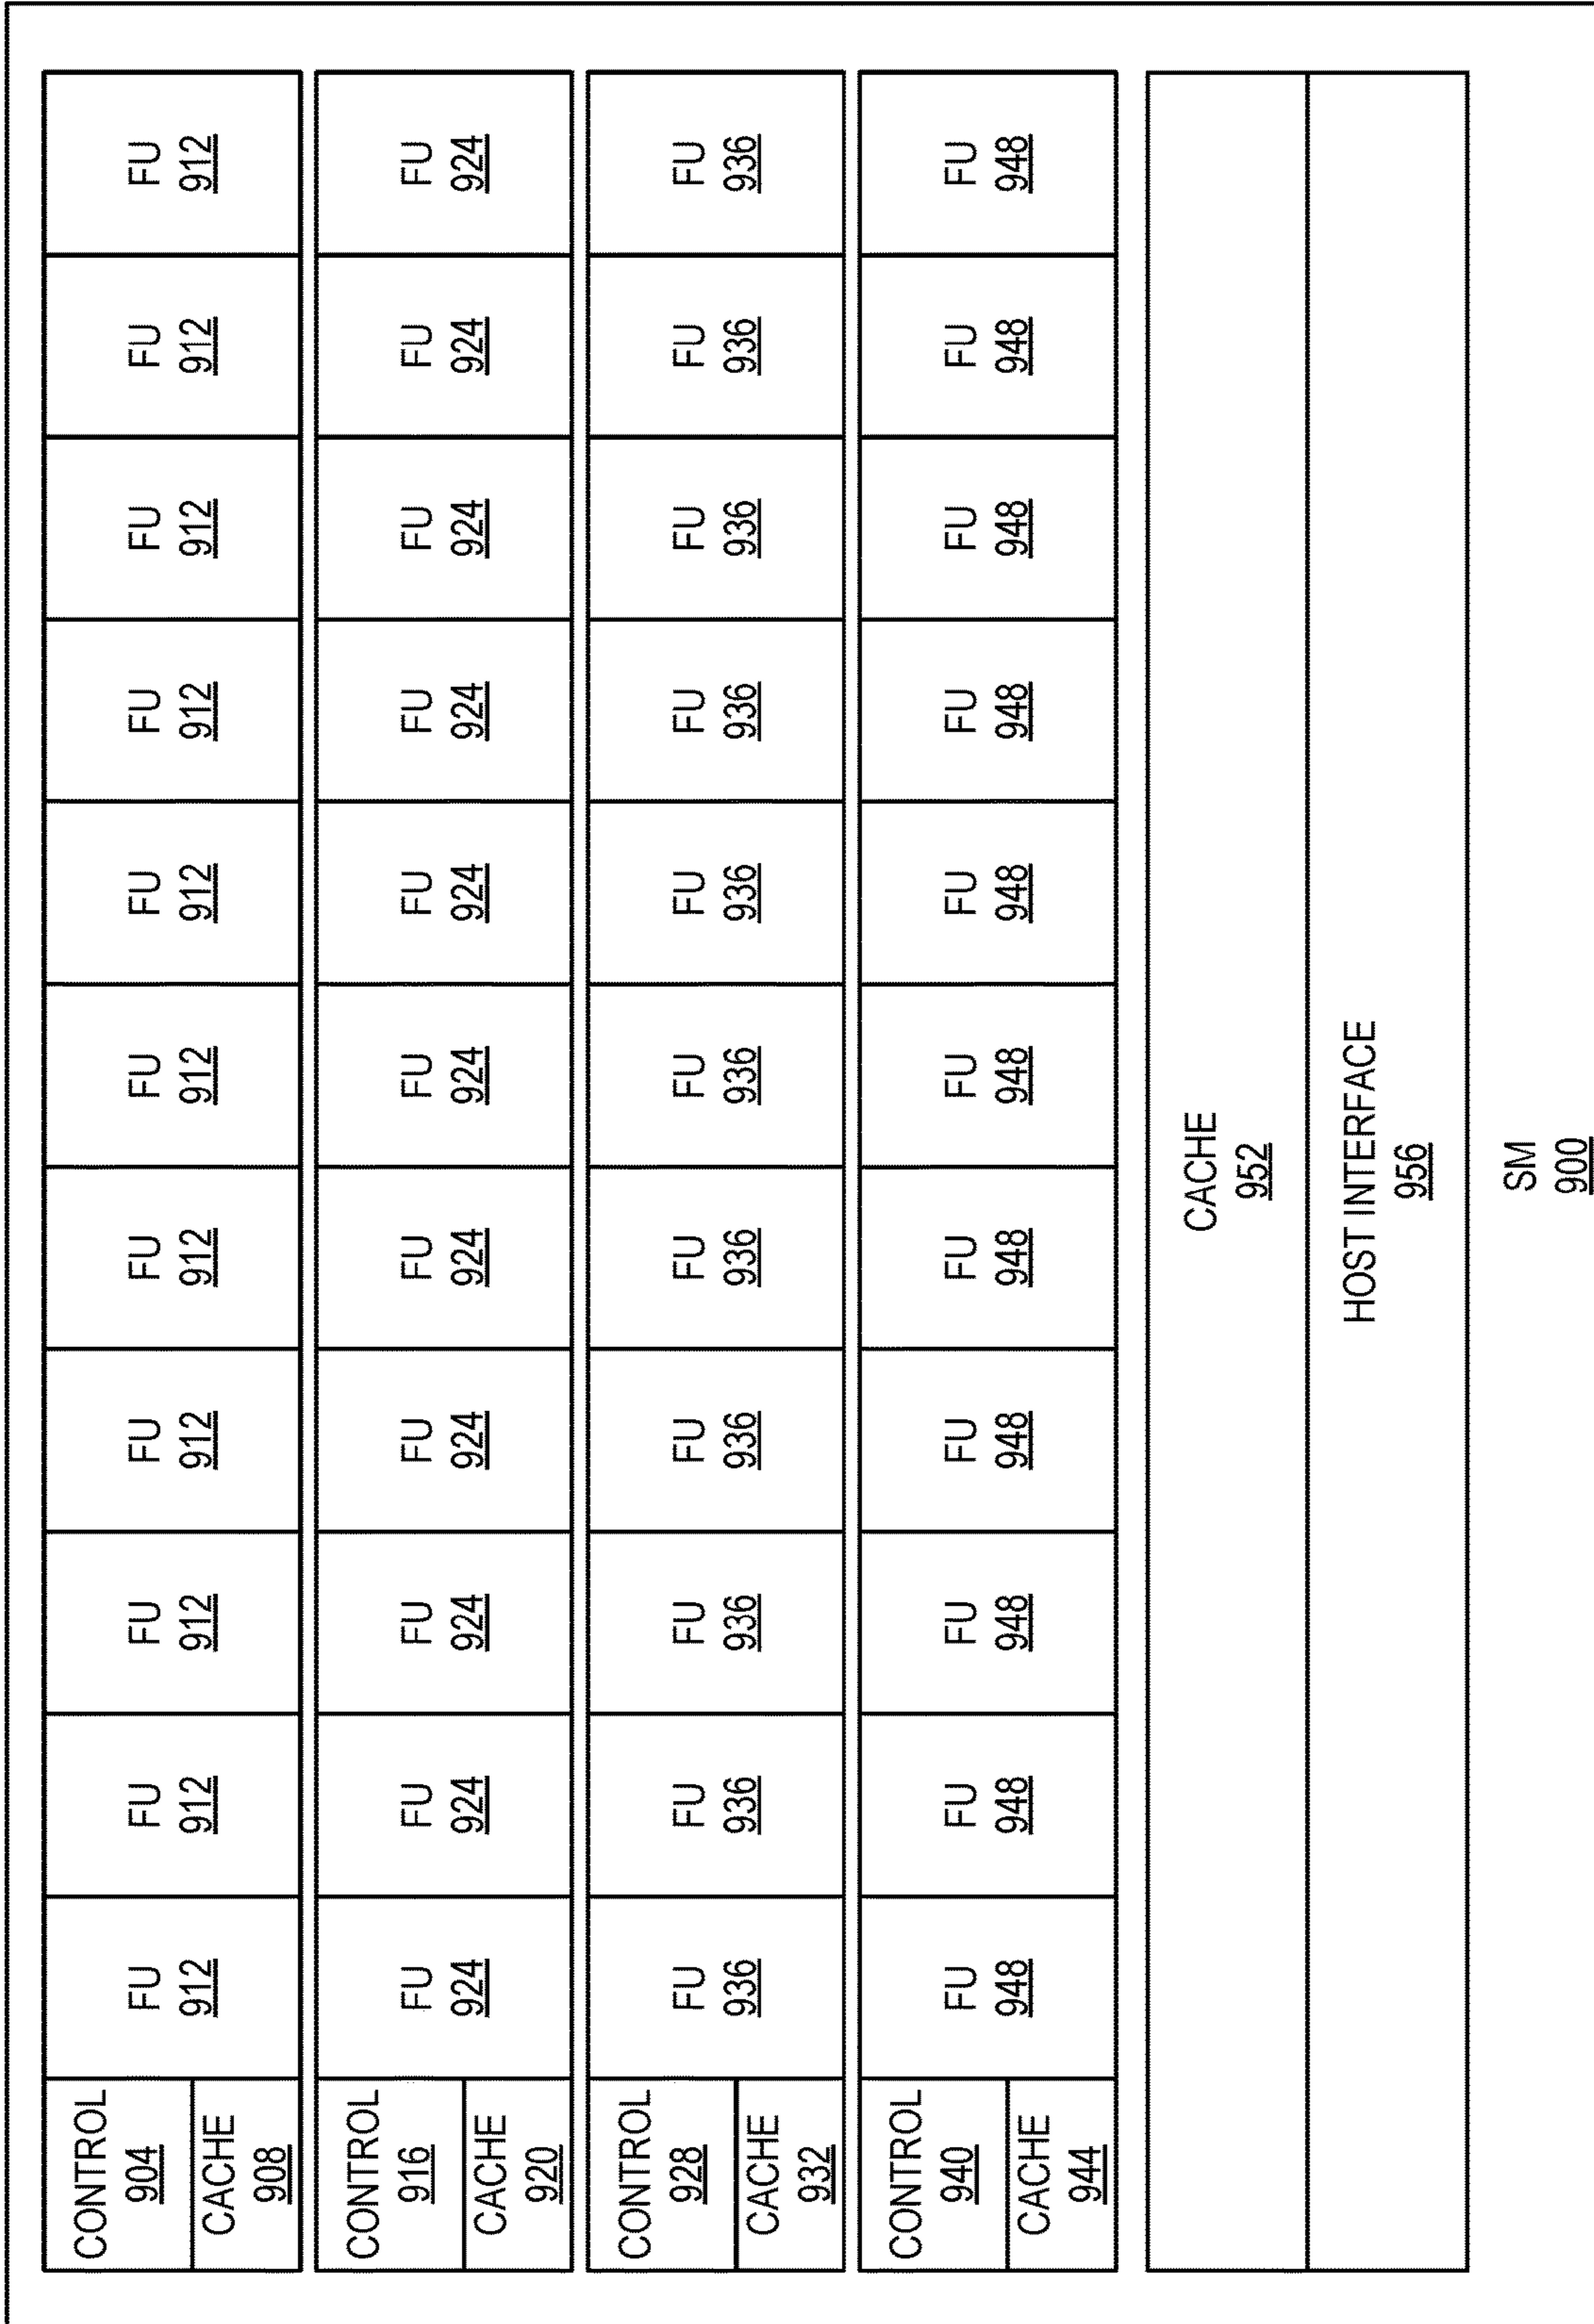 CONTROL
904
CACHE
908
FU
912
FU
912
FU
912
FU
912
FU
912
FU
912
FU
912
FU
912
FU
912
FU
912
FU
912
CONTROL
916
CACHE
920
FU
924
FU
924
FU
924
FU
924
FU
924
FU
924
FU
924
FU
924
FU
924
FU
924
FU
924
CONTROL
928
CACHE
932
FU
936
FU
936
FU
936
FU
936
FU
936
FU
936
FU
936
FU
936
FU
936
FU
936
FU
936
CONTROL
940
CACHE
944
FU
948
FU
948
FU
948
FU
948
FU
948
FU
948
FU
948
FU
948
FU
948
FU
948
FU
948
CACHE
952
HOST INTERFACE
956
SM
900